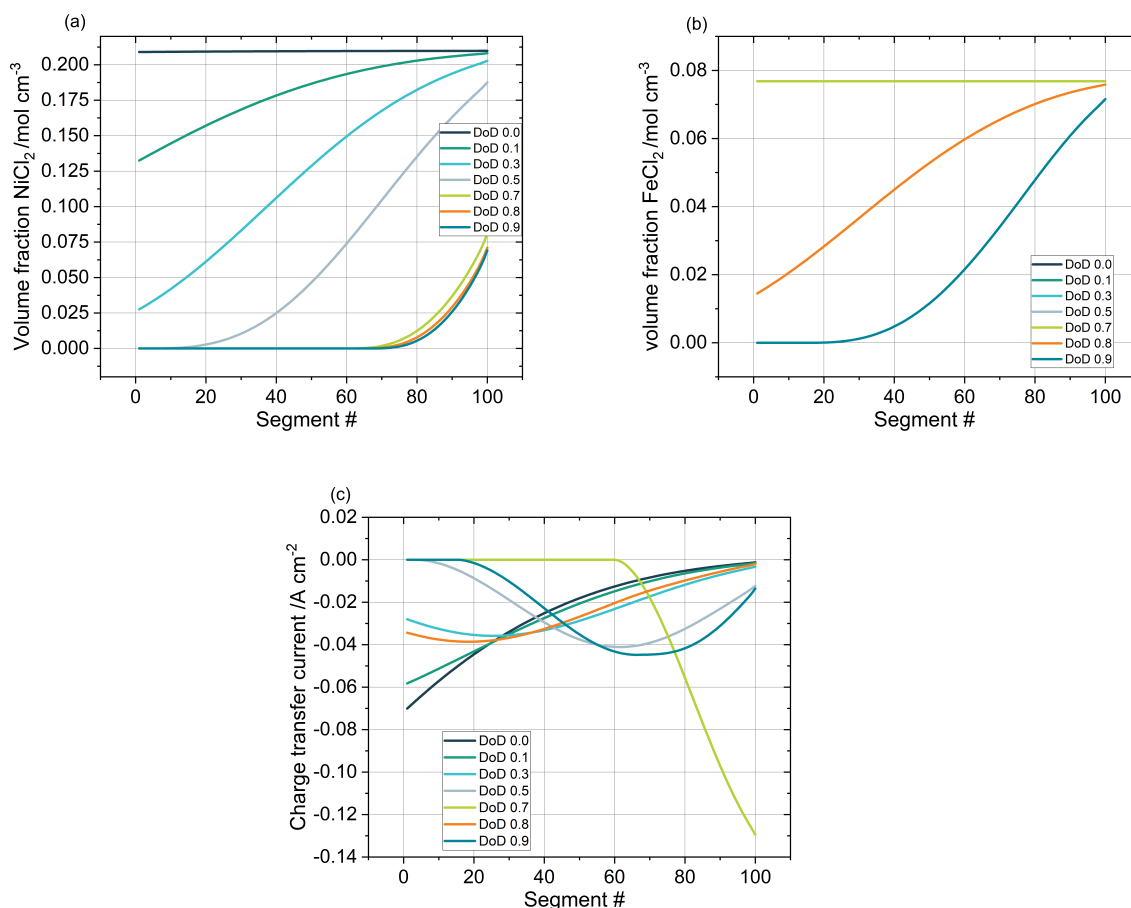 (a)
Volume fraction NiCl2 /mol cm-3
0.200
0.175
0.150
0.125
0.100
0.075
0.050
0.025
0.000
DoD 0.0
DoD 0.1
DoD 0.3
DoD 0.5
DoD 0.7
DoD 0.8
DoD 0.9
0 20 40 60 80 100
Segment #
(b)
volume fraction FeCl2 /mol cm-3
0.08
0.06
0.04
0.02
0.00
DoD 0.0
DoD 0.1
DoD 0.3
DoD 0.5
DoD 0.7
DoD 0.8
DoD 0.9
0 20 40 60 80 100
Segment #
(c)
Charge transfer current /A cm-2
0.02
0.00
-0.02
-0.04
-0.06
-0.08
-0.10
-0.12
-0.14
DoD 0.0
DoD 0.1
DoD 0.3
DoD 0.5
DoD 0.7
DoD 0.8
DoD 0.9
0 20 40 60 80 100
Segment #